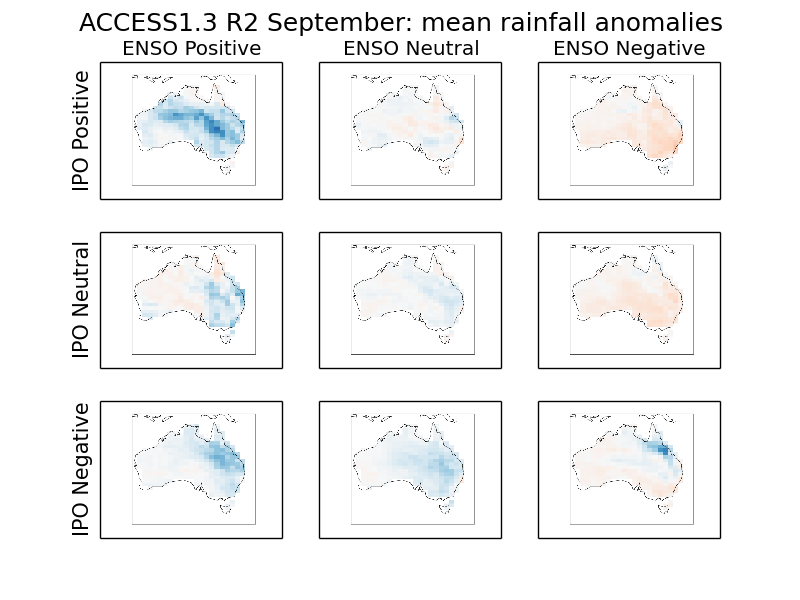 ACCESS1.3 R2 September: mean rainfall anomalies
ENSO Positive
ENSO Neutral
ENSO Negative
IPO Positive
IPO Neutral
IPO Negative